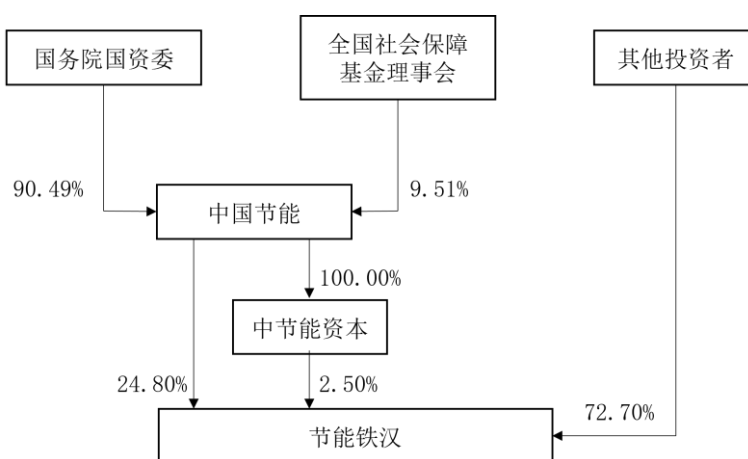 国务院国资委
全国社会保障
基金理事会
其他投资者
90.49%
9.51%
中国节能
100.00%
中节能资本
24.80%
2.50%
72.70%
节能铁汉